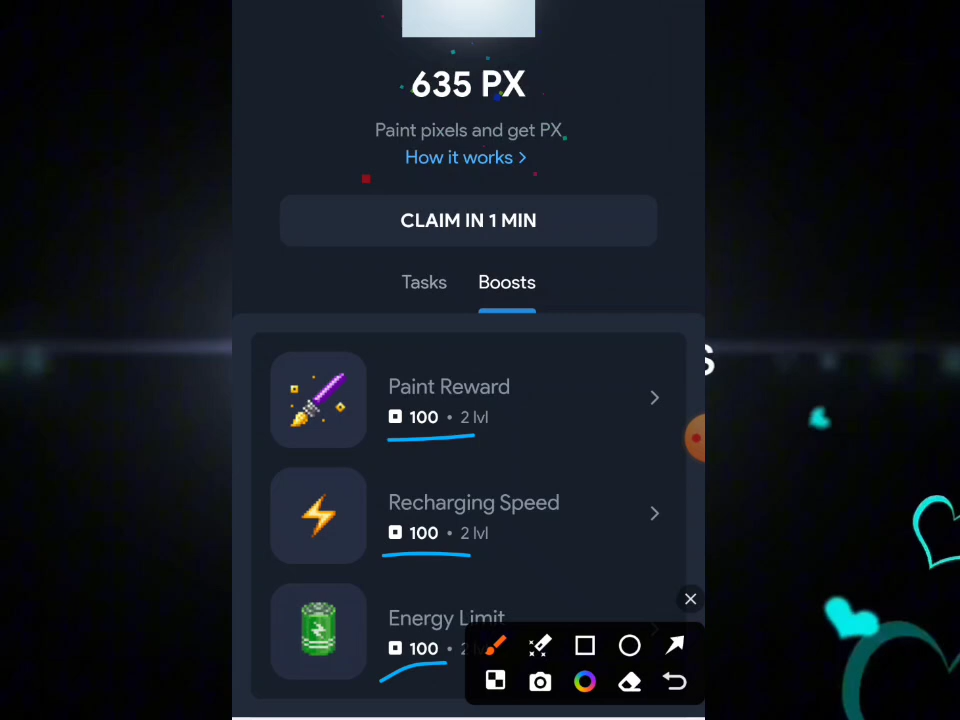 635 PX
Paint pixels and get PX
How it works >
CLAIM IN 1 MIN
Tasks Boosts
Paint Reward
100 • 2 lvl
Recharging Speed
100 • 2 lvl
Energy Limit
100 • 2
S